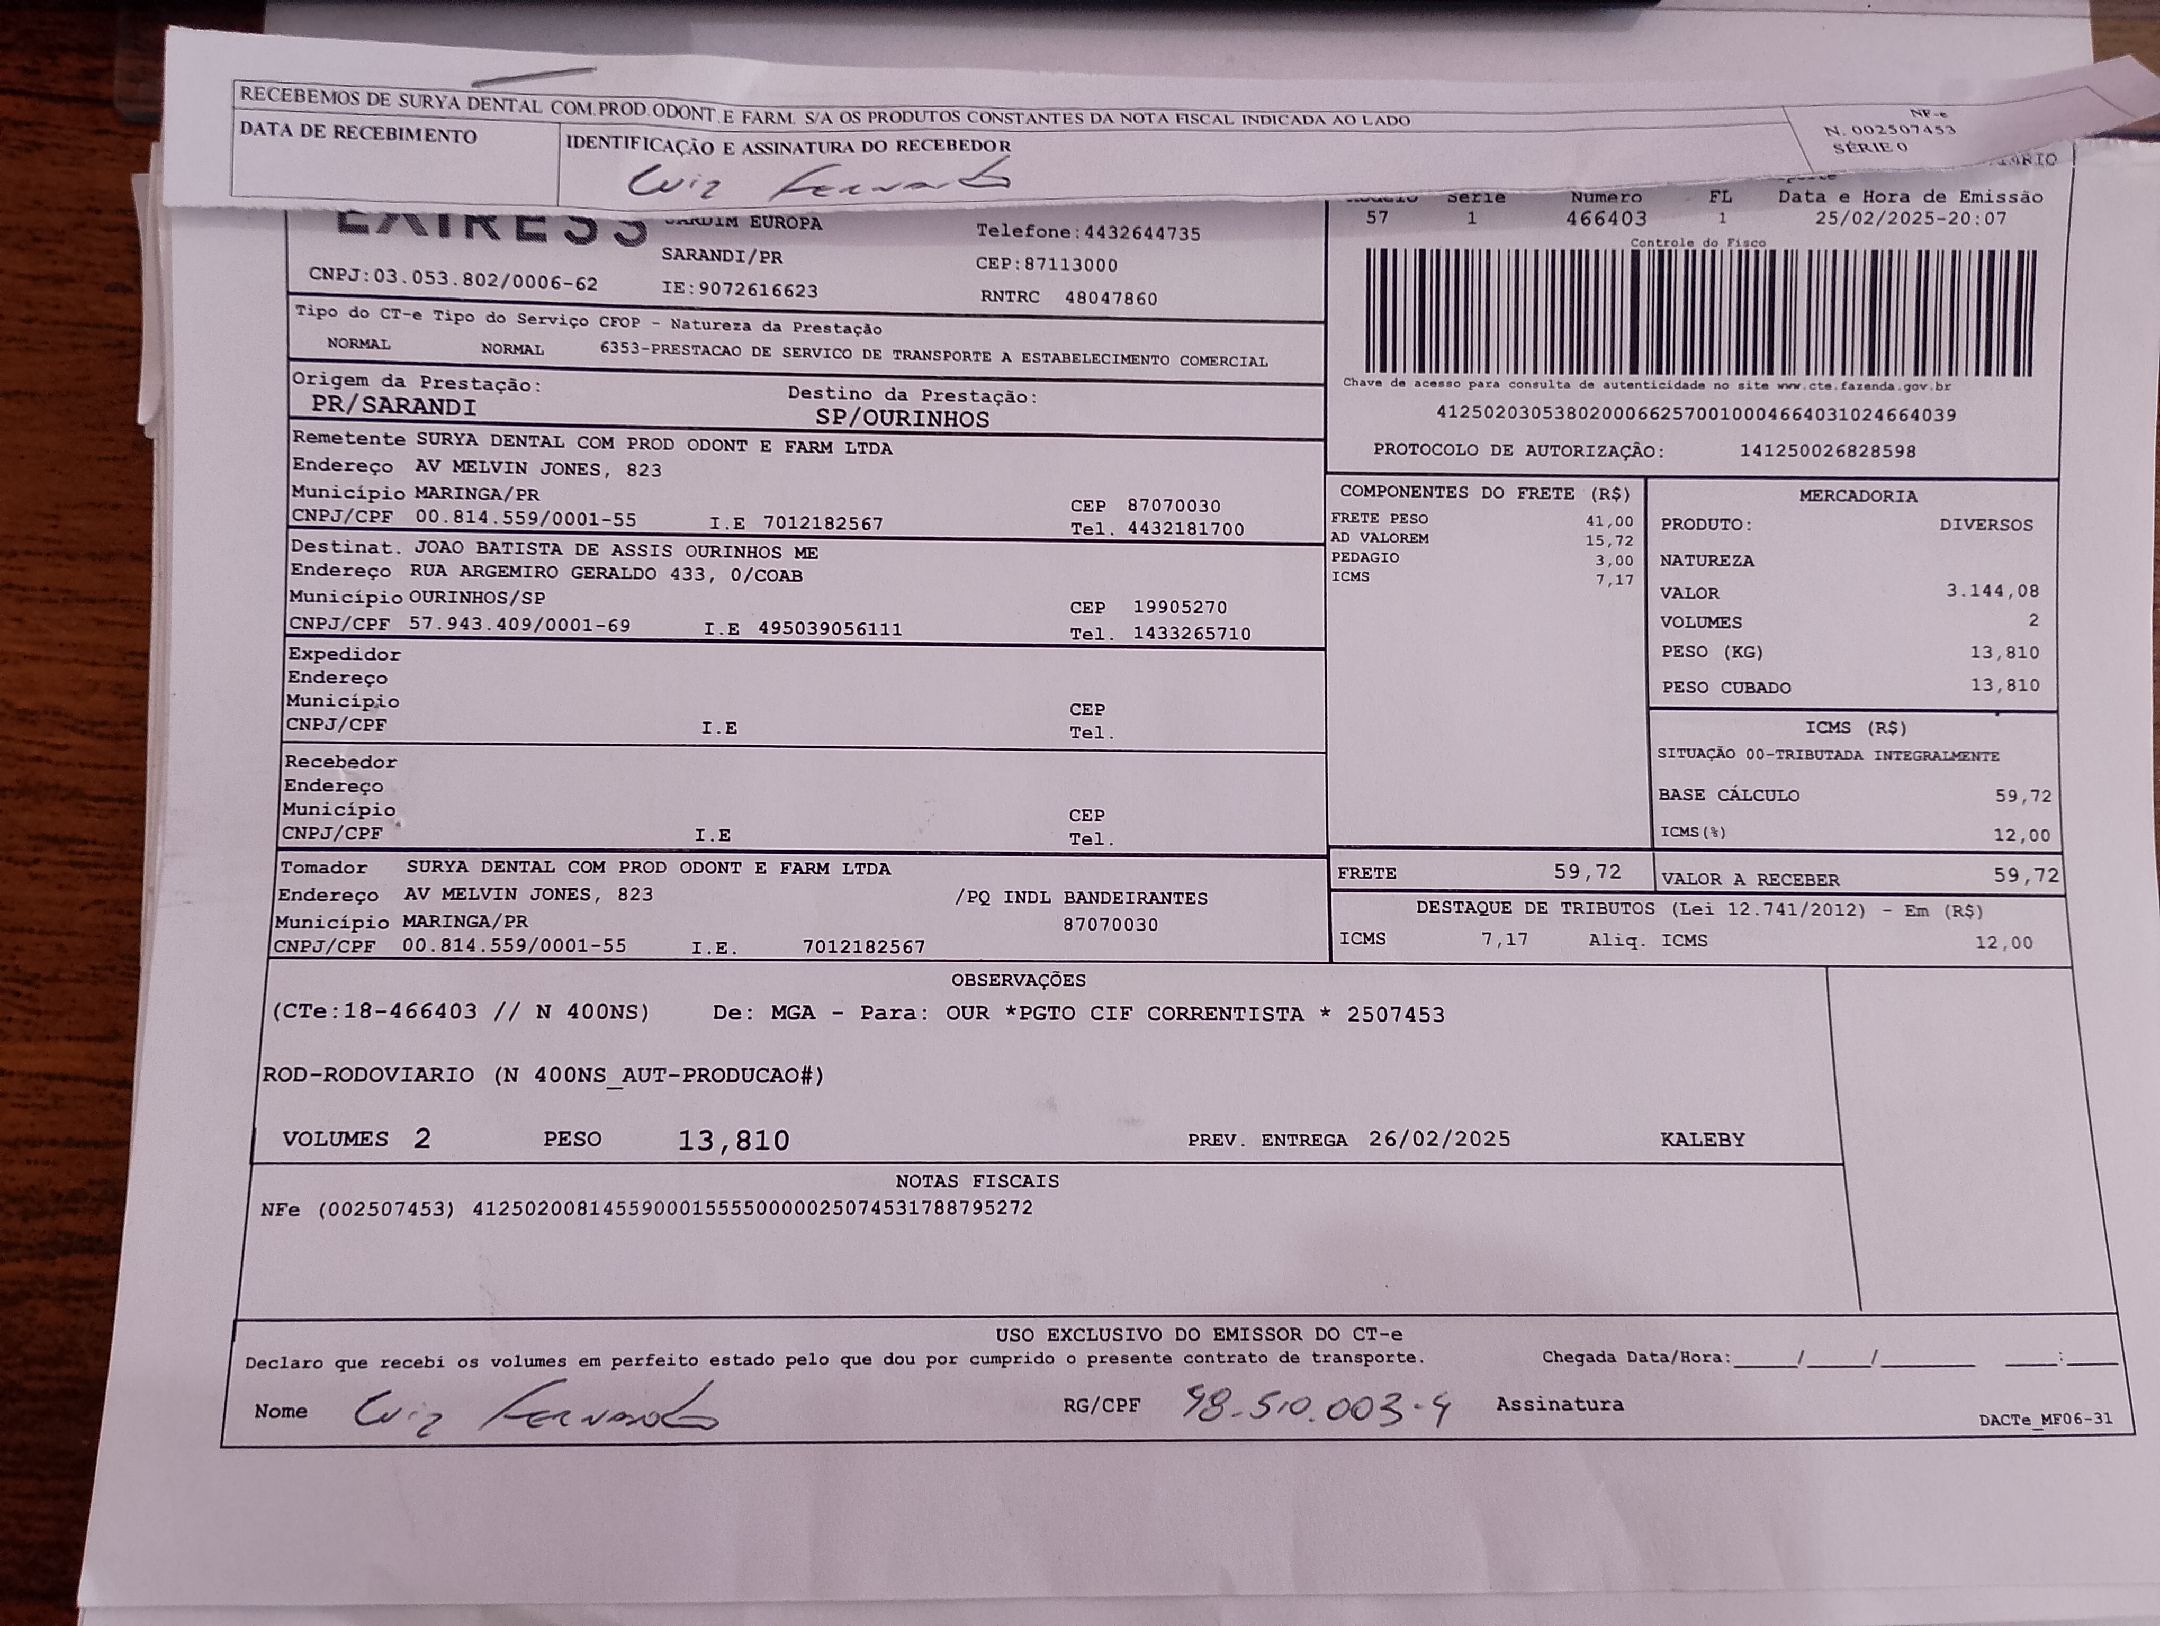 RECEBEMOS DE SURYA DENTAL COM.PROD.ODONT.E FARM. S/A OS PRODUTOS CONSTANTES DA NOTA FISCAL INDICADA AO LADO
DATA DE RECEBIMENTO
IDENTIFICAÇÃO E ASSINATURA DO RECEBEDOR
Luiz Fernando
NF-e
N. 002507453
SÉRIE 0
JARDIM EUROPA
SARANDI/PR
CNPJ:03.053.802/0006-62
IE:9072616623
Telefone:4432644735
CEP:87113000
RNTRC 48047860
Serie Numero FL Data e Hora de Emissão
57 1 466403 1 25/02/2025-20:07
Controle do Fisco
Chave de acesso para consulta de autenticidade no site www.cte.fazenda.gov.br
41250203053802000662570010004664031024664039
PROTOCOLO DE AUTORIZAÇÃO: 141250026828598
Tipo do CT-e Tipo do Serviço CFOP - Natureza da Prestação
NORMAL NORMAL 6353-PRESTACAO DE SERVICO DE TRANSPORTE A ESTABELECIMENTO COMERCIAL
Origem da Prestação: Destino da Prestação:
PR/SARANDI SP/OURINHOS
Remetente SURYA DENTAL COM PROD ODONT E FARM LTDA
Endereço AV MELVIN JONES, 823
Município MARINGA/PR CEP 87070030
CNPJ/CPF 00.814.559/0001-55 I.E 7012182567 Tel. 4432181700
Destinat. JOAO BATISTA DE ASSIS OURINHOS ME
Endereço RUA ARGEMIRO GERALDO 433, 0/COAB
Município OURINHOS/SP CEP 19905270
CNPJ/CPF 57.943.409/0001-69 I.E 495039056111 Tel. 1433265710
Expedidor
Endereço
Município CEP
CNPJ/CPF I.E Tel.
Recebedor
Endereço
Município CEP
CNPJ/CPF I.E Tel.
Tomador SURYA DENTAL COM PROD ODONT E FARM LTDA
Endereço AV MELVIN JONES, 823 /PQ INDL BANDEIRANTES
Município MARINGA/PR 87070030
CNPJ/CPF 00.814.559/0001-55 I.E. 7012182567
COMPONENTES DO FRETE (R$)
FRETE PESO 41,00
AD VALOREM 15,72
PEDAGIO 3,00
ICMS 7,17
MERCADORIA
PRODUTO: DIVERSOS
NATUREZA
VALOR 3.144,08
VOLUMES 2
PESO (KG) 13,810
PESO CUBADO 13,810
ICMS (R$)
SITUAÇÃO 00-TRIBUTADA INTEGRALMENTE
BASE CÁLCULO 59,72
ICMS(%) 12,00
FRETE 59,72 VALOR A RECEBER 59,72
DESTAQUE DE TRIBUTOS (Lei 12.741/2012) - Em (R$)
ICMS 7,17 Aliq. ICMS 12,00
OBSERVAÇÕES
(CTe:18-466403 // N 400NS) De: MGA - Para: OUR *PGTO CIF CORRENTISTA * 2507453
ROD-RODOVIARIO (N 400NS_AUT-PRODUCAO#)
VOLUMES 2 PESO 13,810 PREV. ENTREGA 26/02/2025 KALEBY
NOTAS FISCAIS
NFe (002507453) 41250200814559000155550000025074531788795272
USO EXCLUSIVO DO EMISSOR DO CT-e
Declaro que recebi os volumes em perfeito estado pelo que dou por cumprido o presente contrato de transporte. Chegada Data/Hora:_____/_____/________ ____:_____
Nome Luiz Fernando RG/CPF 48.510.003-4 Assinatura
DACTe_MF06-31